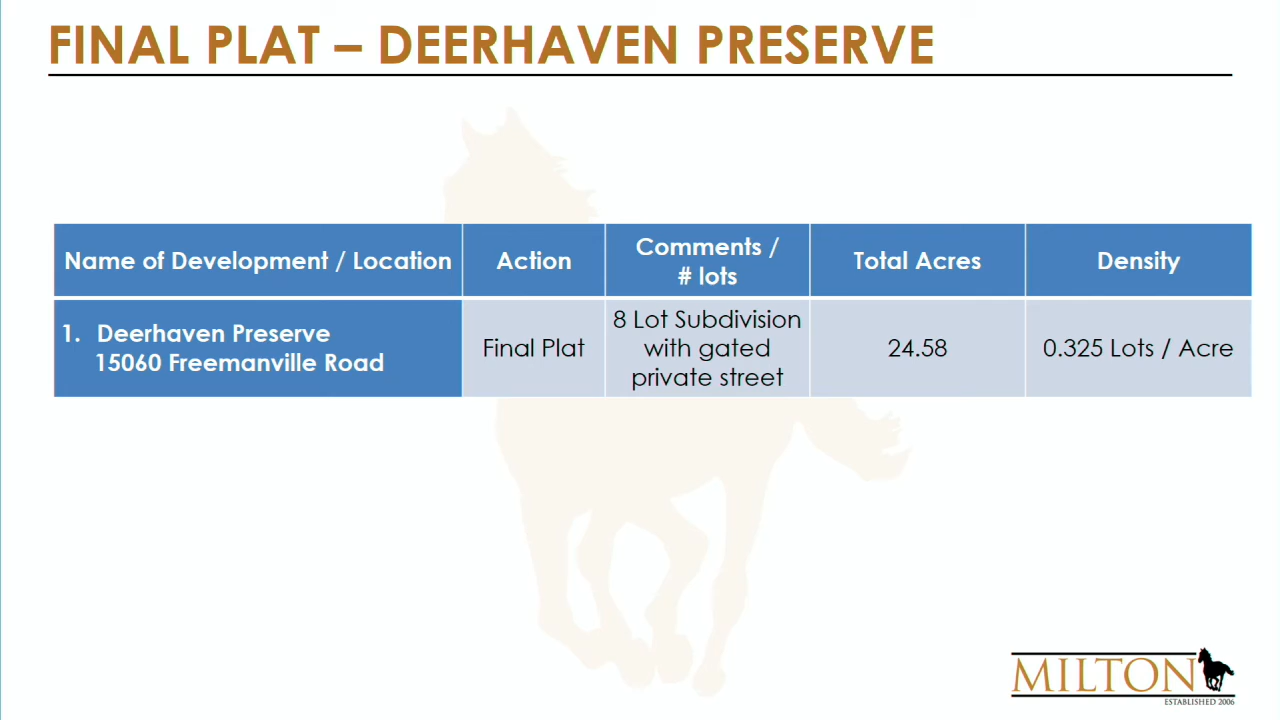 FINAL PLAT – DEERHAVEN PRESERVE
Name of Development / Location
Action
Comments /
# lots
Total Acres
Density
1. Deerhaven Preserve
15060 Freemanville Road
Final Plat
8 Lot Subdivision
with gated
private street
24.58
0.325 Lots / Acre
MILTON
ESTABLISHED 2006